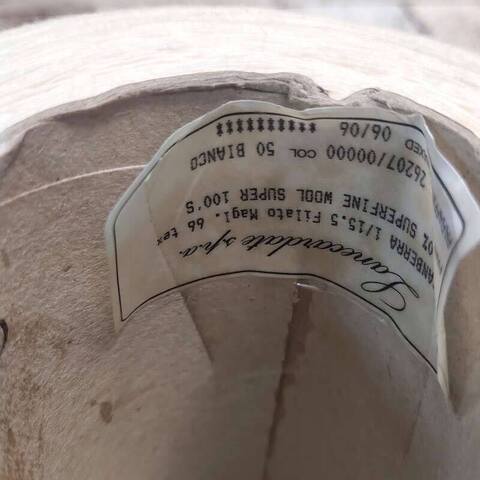 Lanecardate s.p.a.
ANBERRA 1/15.5 Filato Magl. 66 tex
0% SUPERFINE WOOL SUPER 100'S
26207/00000 COL 50 BIANCO
06/06 **********